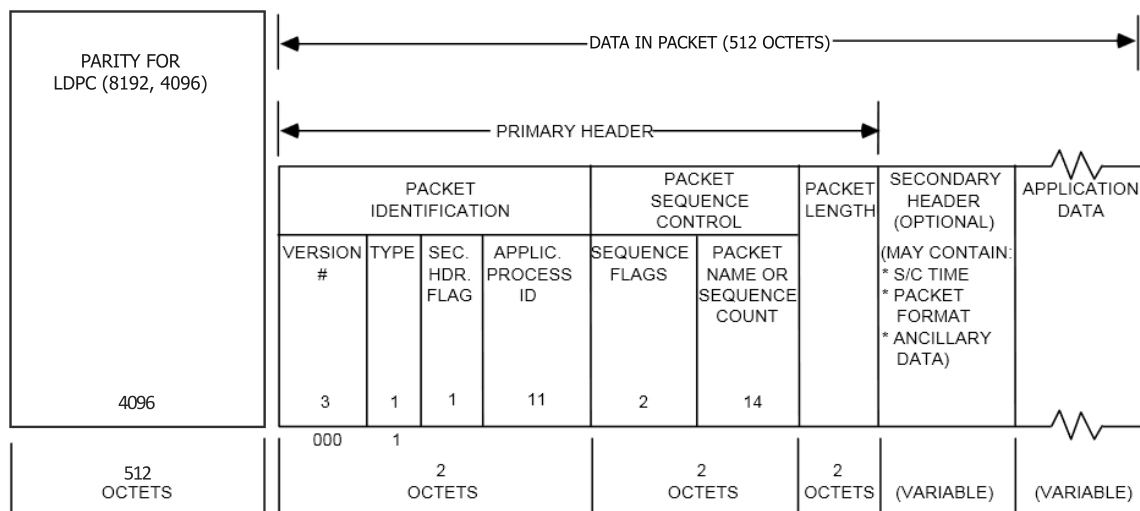 PARITY FOR
LDPC (8192, 4096)
4096
512
OCTETS
DATA IN PACKET (512 OCTETS)
PRIMARY HEADER
PACKET
IDENTIFICATION
PACKET
SEQUENCE
CONTROL
PACKET
LENGTH
SECONDARY
HEADER
(OPTIONAL)
(MAY CONTAIN:
* S/C TIME
* PACKET
FORMAT
* ANCILLARY
DATA)
APPLICATION
DATA
VERSION
#
TYPE
SEC.
HDR.
FLAG
APPLIC.
PROCESS
ID
SEQUENCE
FLAGS
PACKET
NAME OR
SEQUENCE
COUNT
3
1
1
11
2
14
000
1
2
OCTETS
2
OCTETS
2
OCTETS
(VARIABLE)
(VARIABLE)